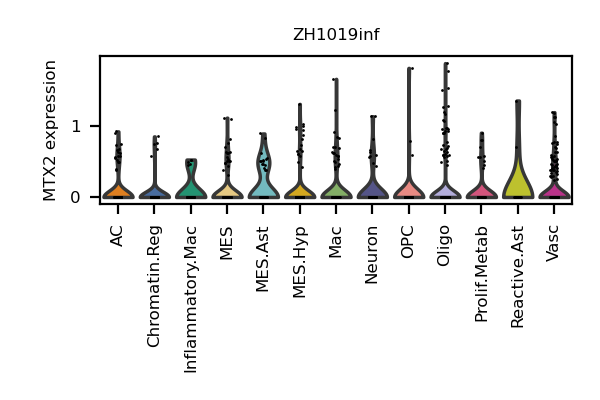 ZH1019inf
MTX2 expression
1
0
AC
Chromatin.Reg
Inflammatory.Mac
MES
MES.Ast
MES.Hyp
Mac
Neuron
OPC
Oligo
Prolif.Metab
Reactive.Ast
Vasc